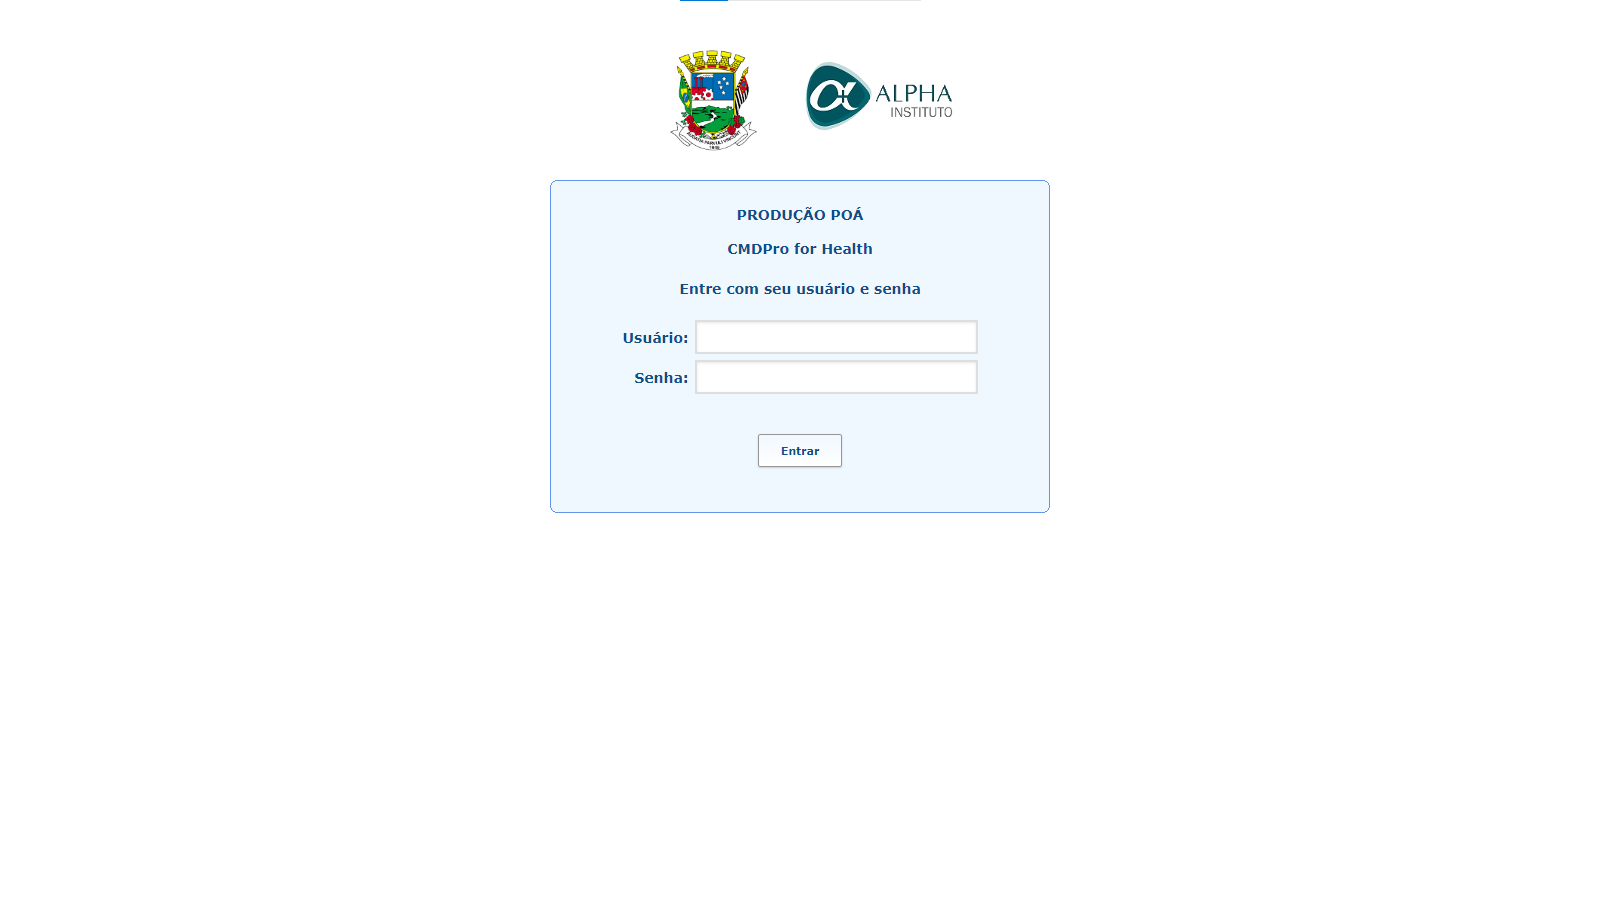 ALPHA
INSTITUTO
PRODUÇÃO POÁ
CMDPro for Health
Entre com seu usuário e senha
Usuário:
Senha:
Entrar